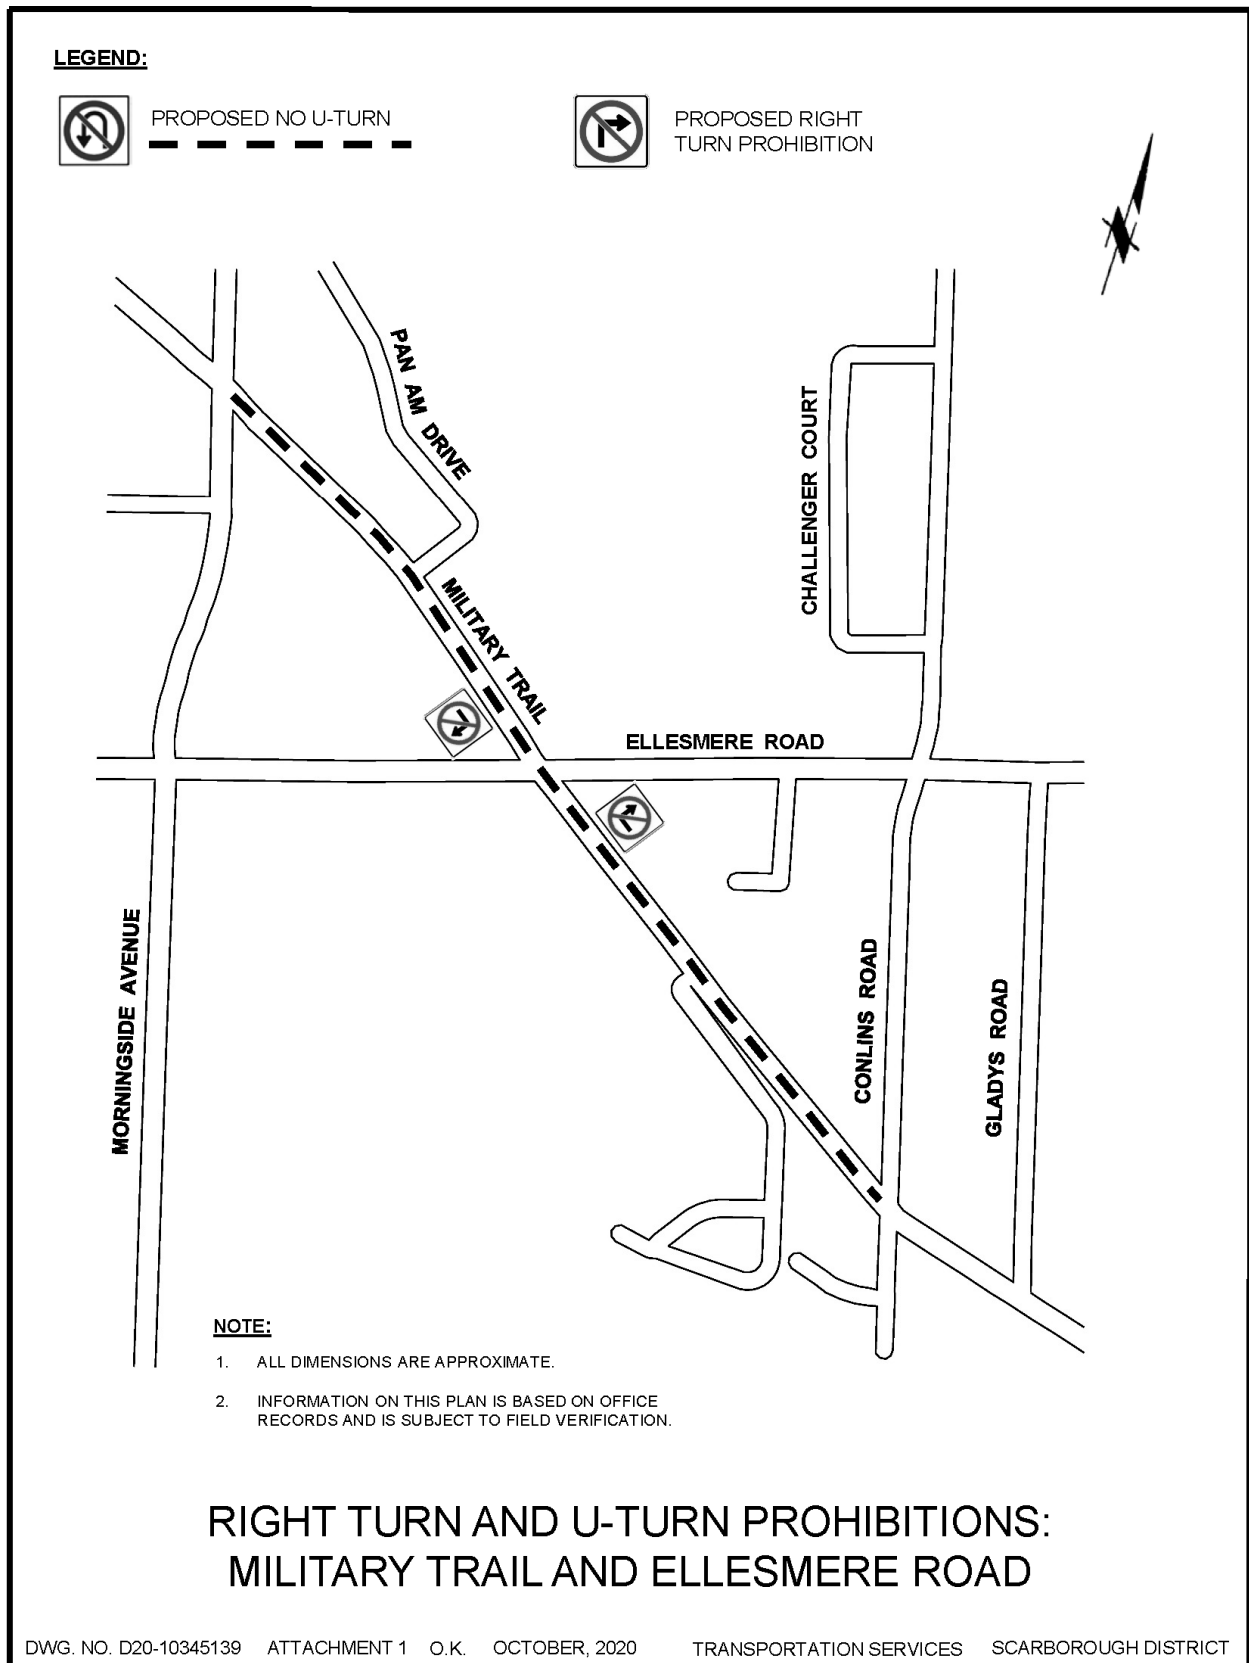 LEGEND:
PROPOSED NO U-TURN
PROPOSED RIGHT
TURN PROHIBITION
PAN AM DRIVE
CHALLENGER COURT
MILITARY TRAIL
ELLESMERE ROAD
MORNINGSIDE AVENUE
CONLINS ROAD
GLADYS ROAD
NOTE:
1. ALL DIMENSIONS ARE APPROXIMATE.
2. INFORMATION ON THIS PLAN IS BASED ON OFFICE
RECORDS AND IS SUBJECT TO FIELD VERIFICATION.
RIGHT TURN AND U-TURN PROHIBITIONS:
MILITARY TRAIL AND ELLESMERE ROAD
DWG. NO. D20-10345139 ATTACHMENT 1 O.K. OCTOBER, 2020 TRANSPORTATION SERVICES SCARBOROUGH DISTRICT